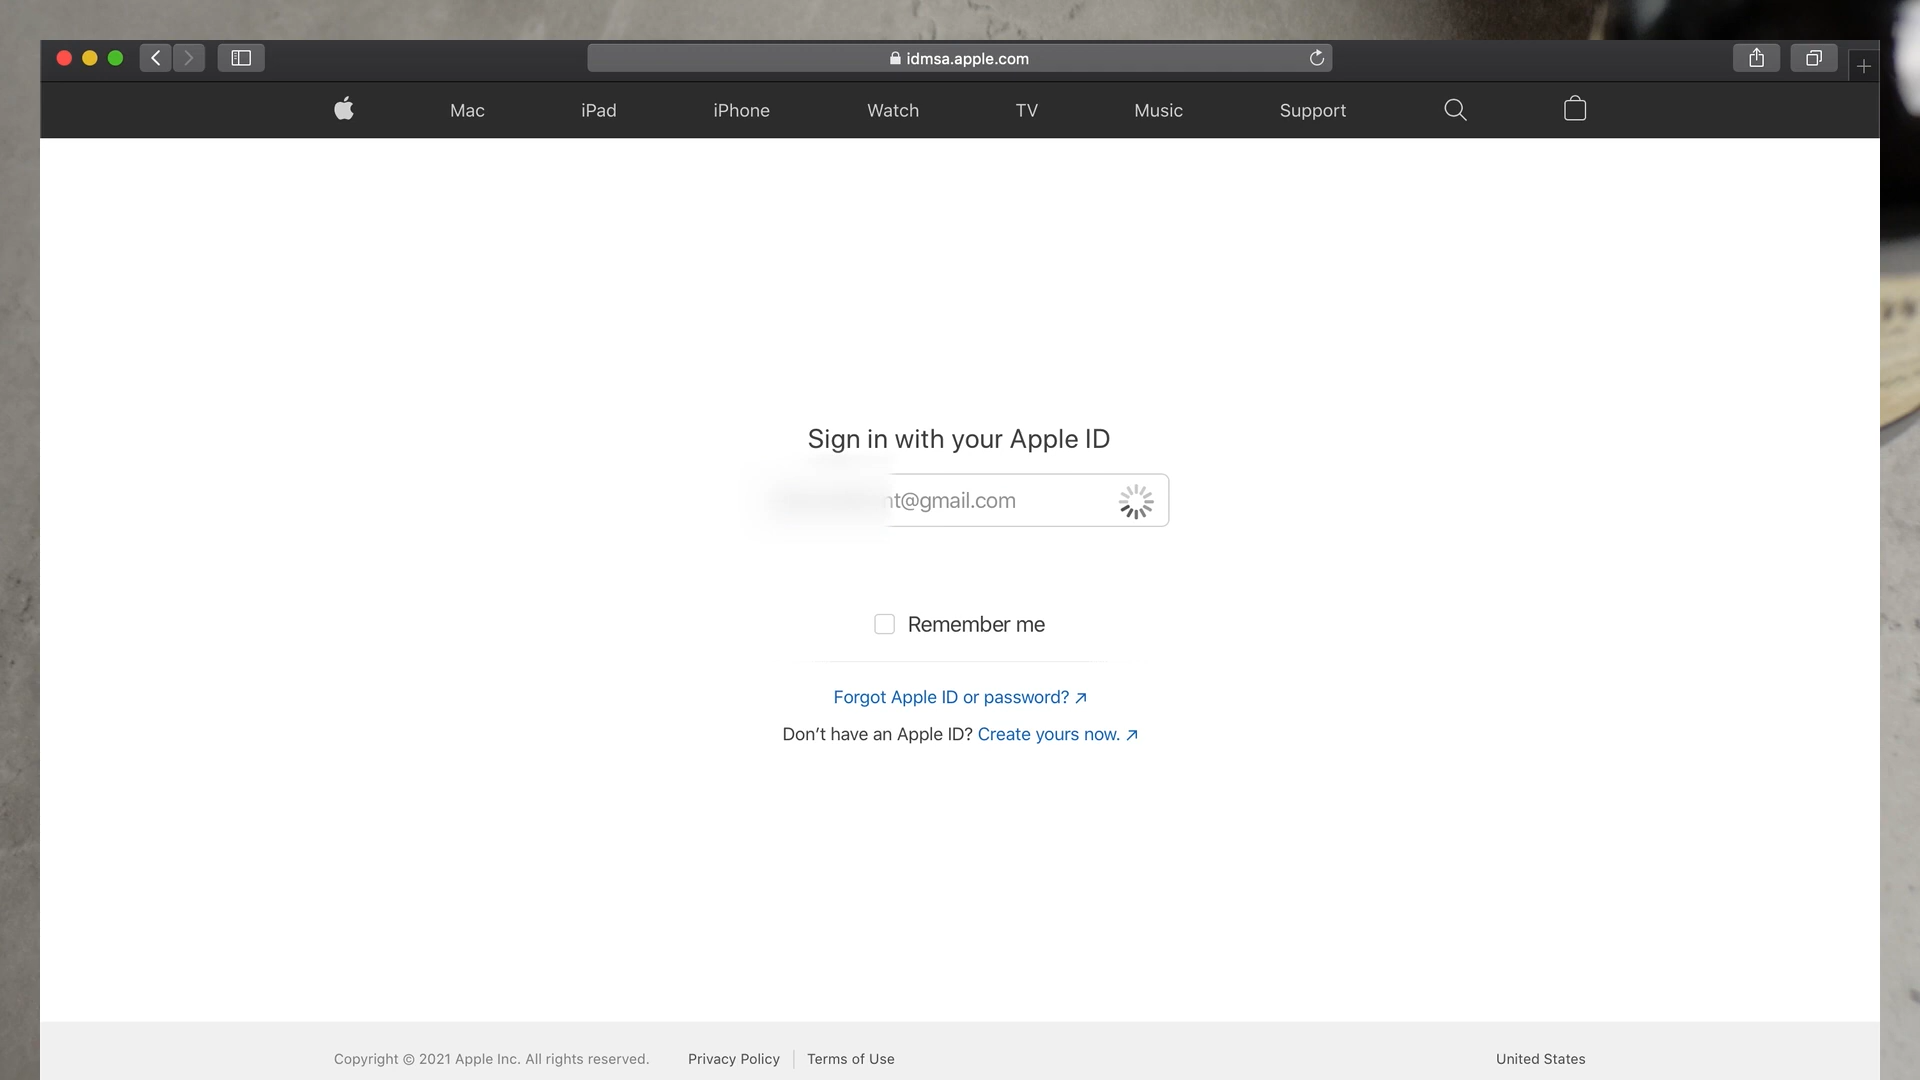 idmsa.apple.com
Mac iPad iPhone Watch TV Music Support
Sign in with your Apple ID
nt@gmail.com
Remember me
Forgot Apple ID or password? ↗
Don’t have an Apple ID? Create yours now. ↗
Copyright © 2021 Apple Inc. All rights reserved. Privacy Policy Terms of Use United States